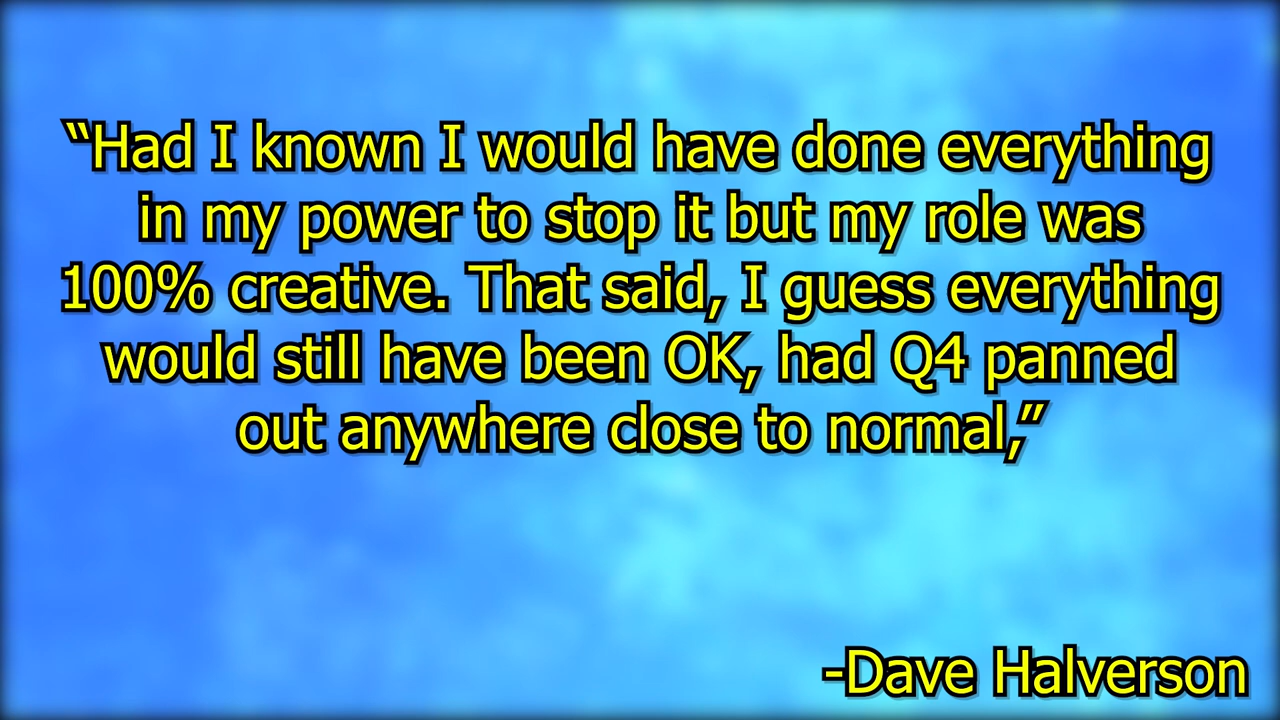 “Had I known I would have done everything
in my power to stop it but my role was
100% creative. That said, I guess everything
would still have been OK, had Q4 panned
out anywhere close to normal,”
-Dave Halverson